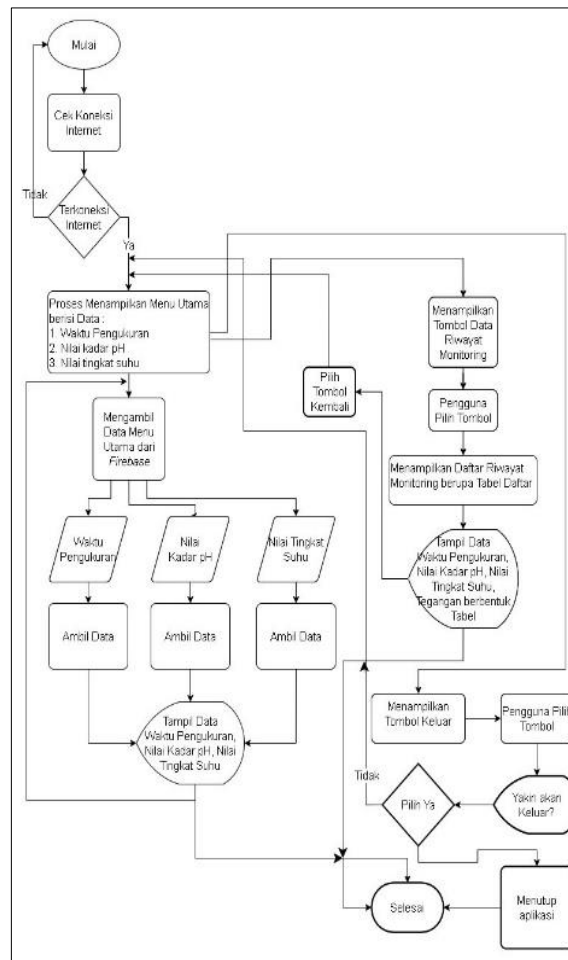 Mulai
Cek Koneksi
Internet
Terkoneksi
Internet
Tidak
Ya
Proses Menampilkan Menu Utama
berisi Data :
1. Waktu Pengukuran
2. Nilai kadar pH
3. Nilai tingkat suhu
Mengambil
Data Menu
Utama dari
Firebase
Waktu
Pengukuran
Nilai
Kadar pH
Nilai Tingkat
Suhu
Ambil Data
Ambil Data
Ambil Data
Tampil Data
Waktu Pengukuran,
Nilai Kadar pH, Nilai
Tingkat Suhu
Pilih
Tombol
Kembali
Menampilkan
Tombol Data
Riwayat
Monitoring
Pengguna
Pilih Tombol
Menampilkan Daftar Riwayat
Monitoring berupa Tabel Daftar
Tampil Data
Waktu Pengukuran,
Nilai Kadar pH, Nilai
Tingkat Suhu,
Tegangan berbentuk
Tabel
Menampilkan
Tombol Keluar
Pengguna Pilih
Tombol
Yakin akan
Keluar?
Pilih Ya
Tidak
Menutup
aplikasi
Selesai